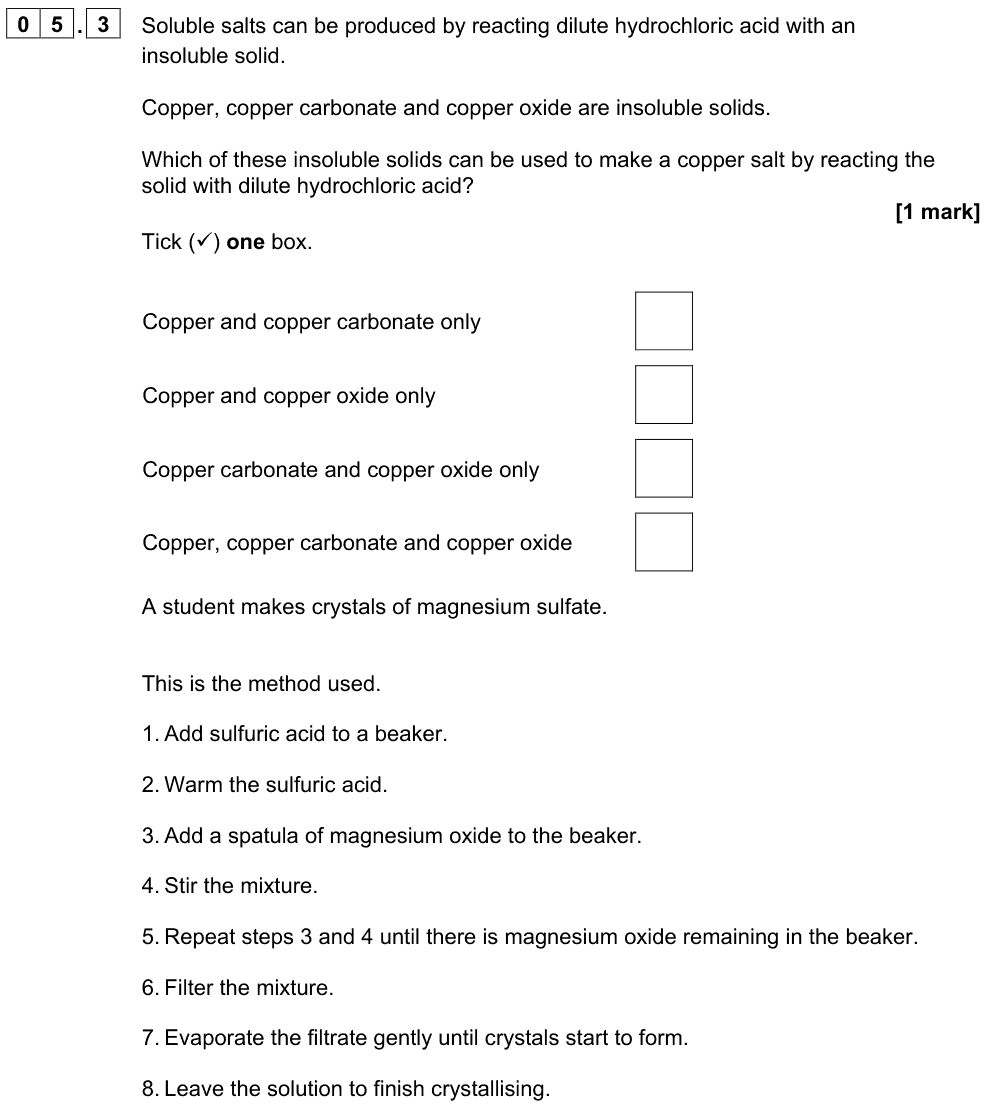 0 5 . 3 Soluble salts can be produced by reacting dilute hydrochloric acid with an
insoluble solid.
Copper, copper carbonate and copper oxide are insoluble solids.
Which of these insoluble solids can be used to make a copper salt by reacting the
solid with dilute hydrochloric acid?
[1 mark]
Tick (✓) one box.
Copper and copper carbonate only
Copper and copper oxide only
Copper carbonate and copper oxide only
Copper, copper carbonate and copper oxide
A student makes crystals of magnesium sulfate.
This is the method used.
1. Add sulfuric acid to a beaker.
2. Warm the sulfuric acid.
3. Add a spatula of magnesium oxide to the beaker.
4. Stir the mixture.
5. Repeat steps 3 and 4 until there is magnesium oxide remaining in the beaker.
6. Filter the mixture.
7. Evaporate the filtrate gently until crystals start to form.
8. Leave the solution to finish crystallising.